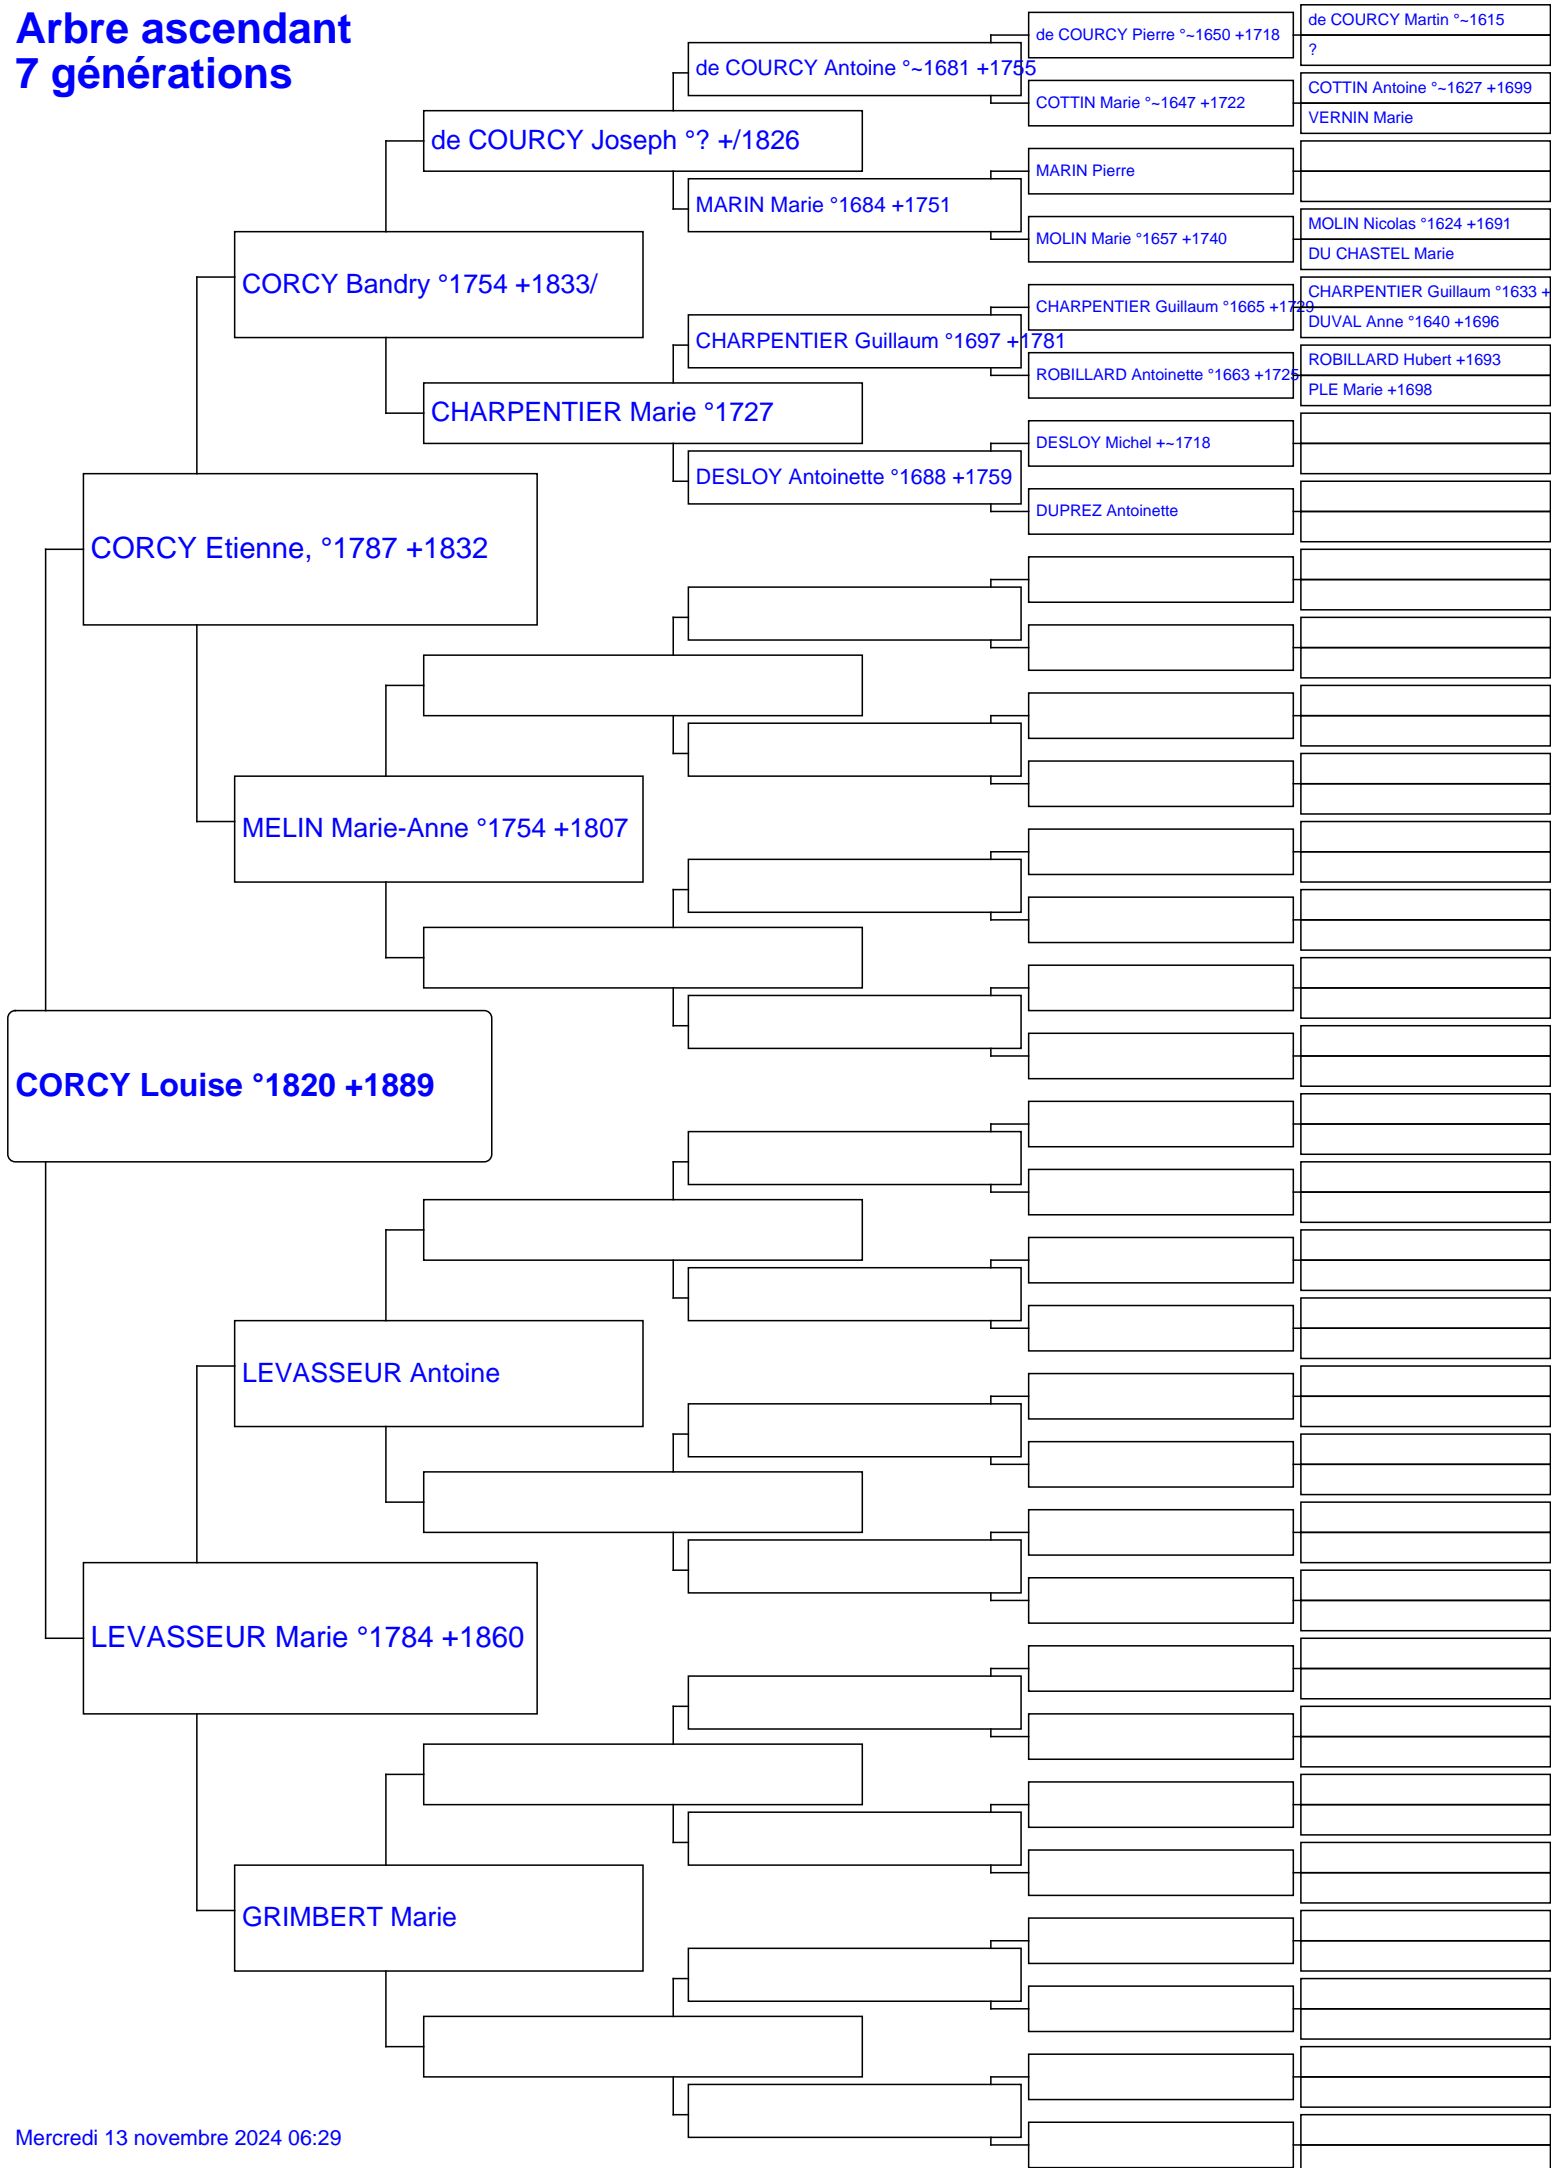 Arbre ascendant
7 générations
de COURCY Martin °~1615
de COURCY Pierre °~1650 +1718
?
de COURCY Antoine °~1681 +1755
COTTIN Antoine °~1627 +1699
COTTIN Marie °~1647 +1722
VERNIN Marie
de COURCY Joseph °? +/1826
MARIN Pierre
MARIN Marie °1684 +1751
MOLIN Nicolas °1624 +1691
MOLIN Marie °1657 +1740
DU CHASTEL Marie
CORCY Bandry °1754 +1833/
CHARPENTIER Guillaum °1633 +
CHARPENTIER Guillaum °1665 +1729
DUVAL Anne °1640 +1696
CHARPENTIER Guillaum °1697 +1781
ROBILLARD Hubert +1693
ROBILLARD Antoinette °1663 +1725
PLE Marie +1698
CHARPENTIER Marie °1727
DESLOY Michel +~1718
DESLOY Antoinette °1688 +1759
DUPREZ Antoinette
CORCY Etienne, °1787 +1832
MELIN Marie-Anne °1754 +1807
CORCY Louise °1820 +1889
LEVASSEUR Antoine
LEVASSEUR Marie °1784 +1860
GRIMBERT Marie
Mercredi 13 novembre 2024 06:29